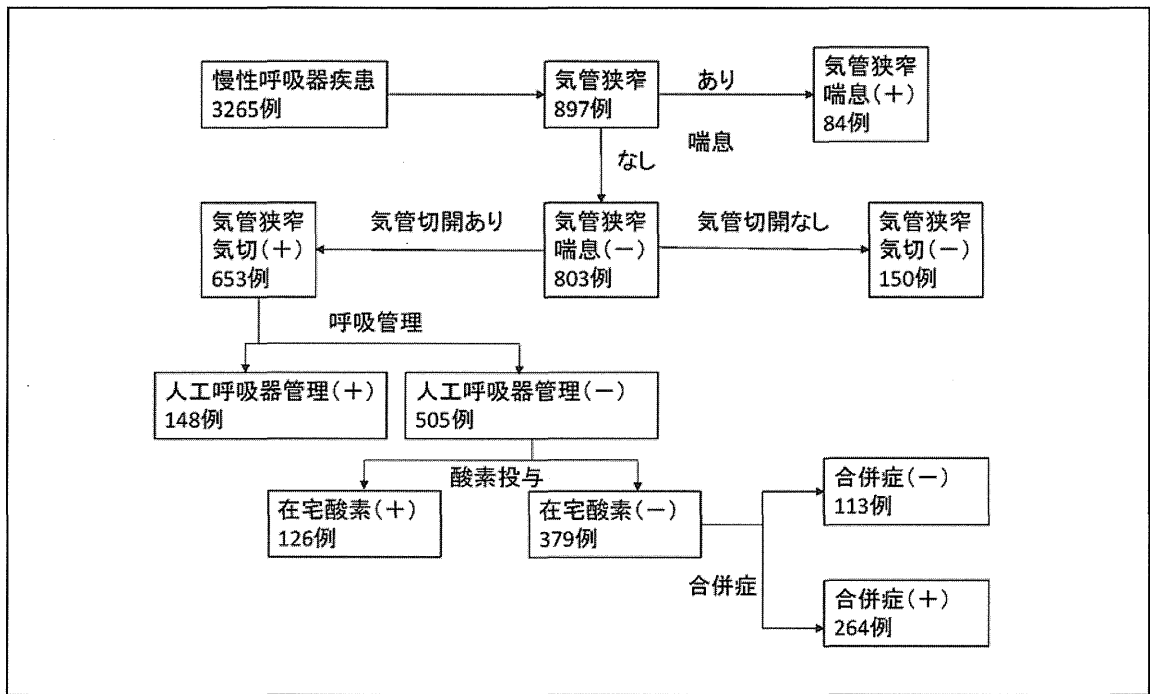 慢性呼吸器疾患
3265例
気管狭窄
897例
あり
気管狭窄
喘息(+)
84例
喘息
なし
気管狭窄
気切(+)
653例
気管切開あり
気管狭窄
喘息(－)
803例
気管切開なし
気管狭窄
気切(－)
150例
呼吸管理
人工呼吸器管理(+)
148例
人工呼吸器管理(－)
505例
酸素投与
在宅酸素(+)
126例
在宅酸素(－)
379例
合併症(－)
113例
合併症
合併症(+)
264例